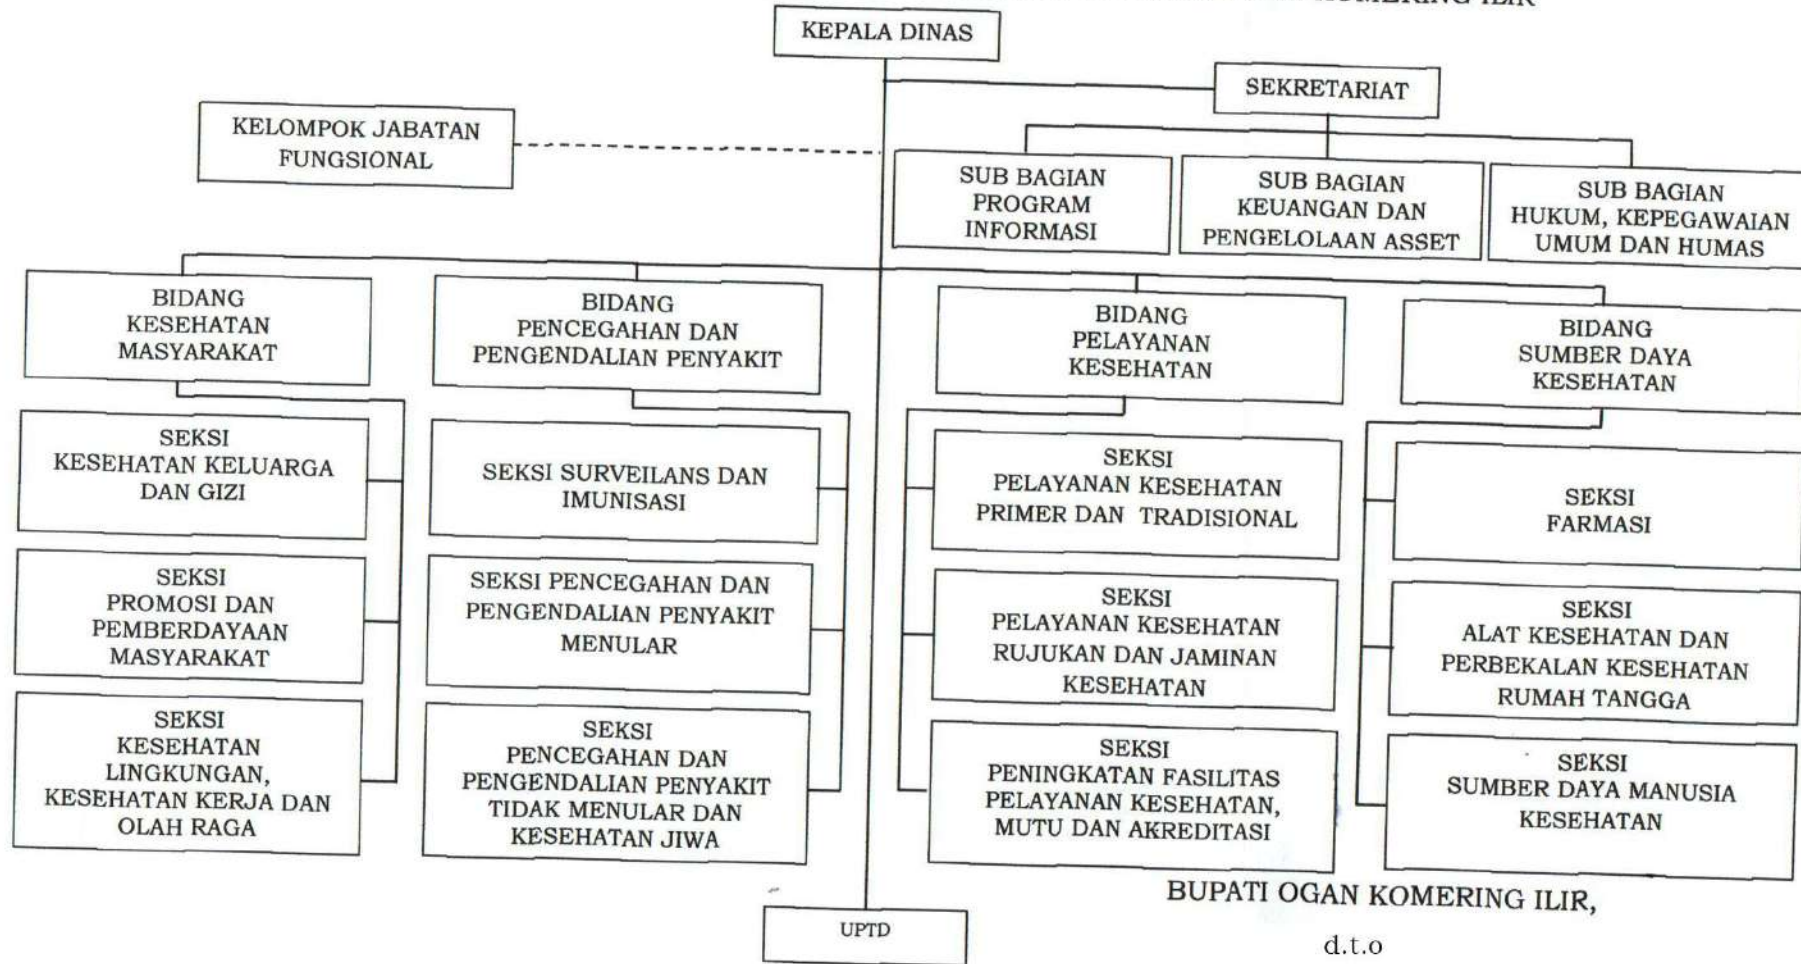 KOMERING ILIR
KEPALA DINAS
SEKRETARIAT
KELOMPOK JABATAN
FUNGSIONAL
SUB BAGIAN
PROGRAM
INFORMASI
SUB BAGIAN
KEUANGAN DAN
PENGELOLAAN ASSET
SUB BAGIAN
HUKUM, KEPEGAWAIAN
UMUM DAN HUMAS
BIDANG
KESEHATAN
MASYARAKAT
BIDANG
PENCEGAHAN DAN
PENGENDALIAN PENYAKIT
BIDANG
PELAYANAN
KESEHATAN
BIDANG
SUMBER DAYA
KESEHATAN
SEKSI
KESEHATAN KELUARGA
DAN GIZI
SEKSI SURVEILANS DAN
IMUNISASI
SEKSI
PELAYANAN KESEHATAN
PRIMER DAN TRADISIONAL
SEKSI
FARMASI
SEKSI
PROMOSI DAN
PEMBERDAYAAN
MASYARAKAT
SEKSI PENCEGAHAN DAN
PENGENDALIAN PENYAKIT
MENULAR
SEKSI
PELAYANAN KESEHATAN
RUJUKAN DAN JAMINAN
KESEHATAN
SEKSI
ALAT KESEHATAN DAN
PERBEKALAN KESEHATAN
RUMAH TANGGA
SEKSI
KESEHATAN
LINGKUNGAN,
KESEHATAN KERJA DAN
OLAH RAGA
SEKSI
PENCEGAHAN DAN
PENGENDALIAN PENYAKIT
TIDAK MENULAR DAN
KESEHATAN JIWA
SEKSI
PENINGKATAN FASILITAS
PELAYANAN KESEHATAN,
MUTU DAN AKREDITASI
SEKSI
SUMBER DAYA MANUSIA
KESEHATAN
UPTD
BUPATI OGAN KOMERING ILIR,
d.t.o